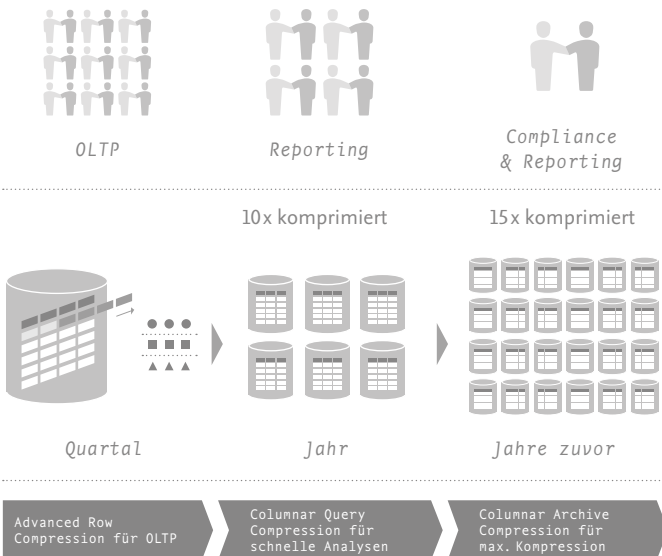 OLTP
Reporting
Compliance
& Reporting
10x komprimiert
15x komprimiert
Quartal
Jahr
Jahre zuvor
Advanced Row
Compression für OLTP
Columnar Query
Compression für
schnelle Analysen
Columnar Archive
Compression für
max. Kompression